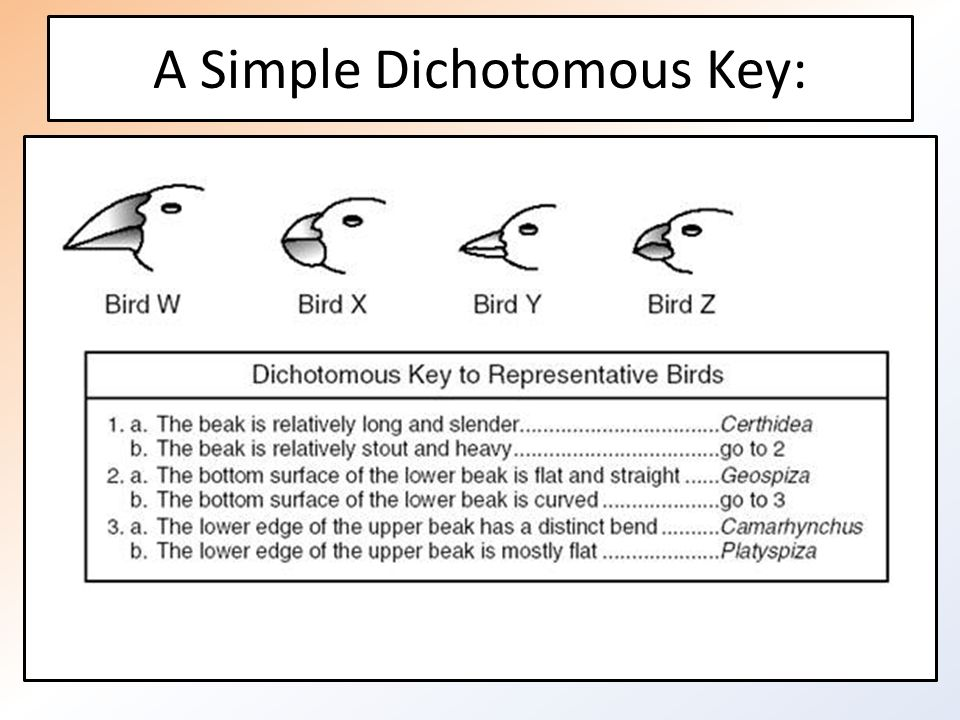 A Simple Dichotomous Key:
Bird W Bird X Bird Y Bird Z
Dichotomous Key to Representative Birds
1. a. The beak is relatively long and slender..................................Certhidea
b. The beak is relatively stout and heavy...................................go to 2
2. a. The bottom surface of the lower beak is flat and straight ......Geospiza
b. The bottom surface of the lower beak is curved ....................go to 3
3. a. The lower edge of the upper beak has a distinct bend ..........Camarhynchus
b. The lower edge of the upper beak is mostly flat ....................Platyspiza